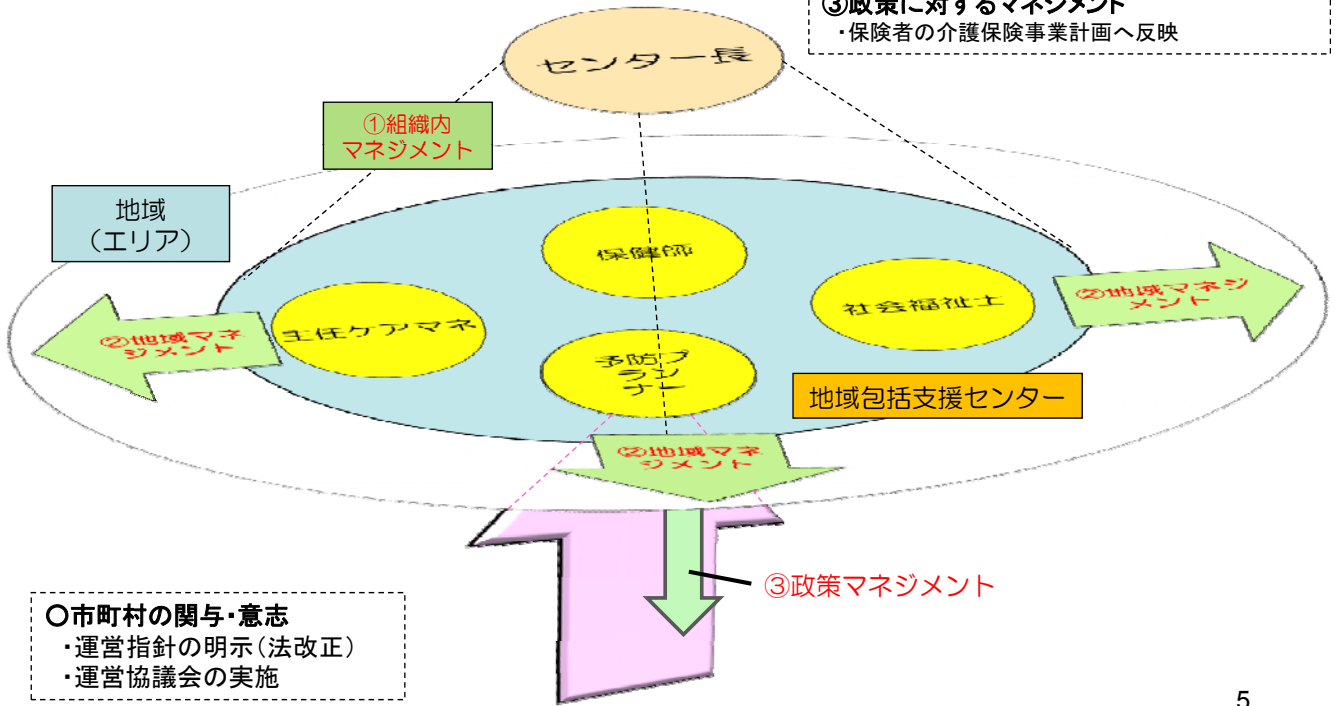 ③政策に対するマネジメント
・保険者の介護保険事業計画へ反映
センター長
①組織内
マネジメント
地域
（エリア）
保健師
社会福祉士
②地域マネジ
メント
主任ケアマネ
②地域マネ
ジメント
予防プ
ランナー
地域包括支援センター
②地域マネ
ジメント
③政策マネジメント
○市町村の関与・意志
・運営指針の明示（法改正）
・運営協議会の実施
5